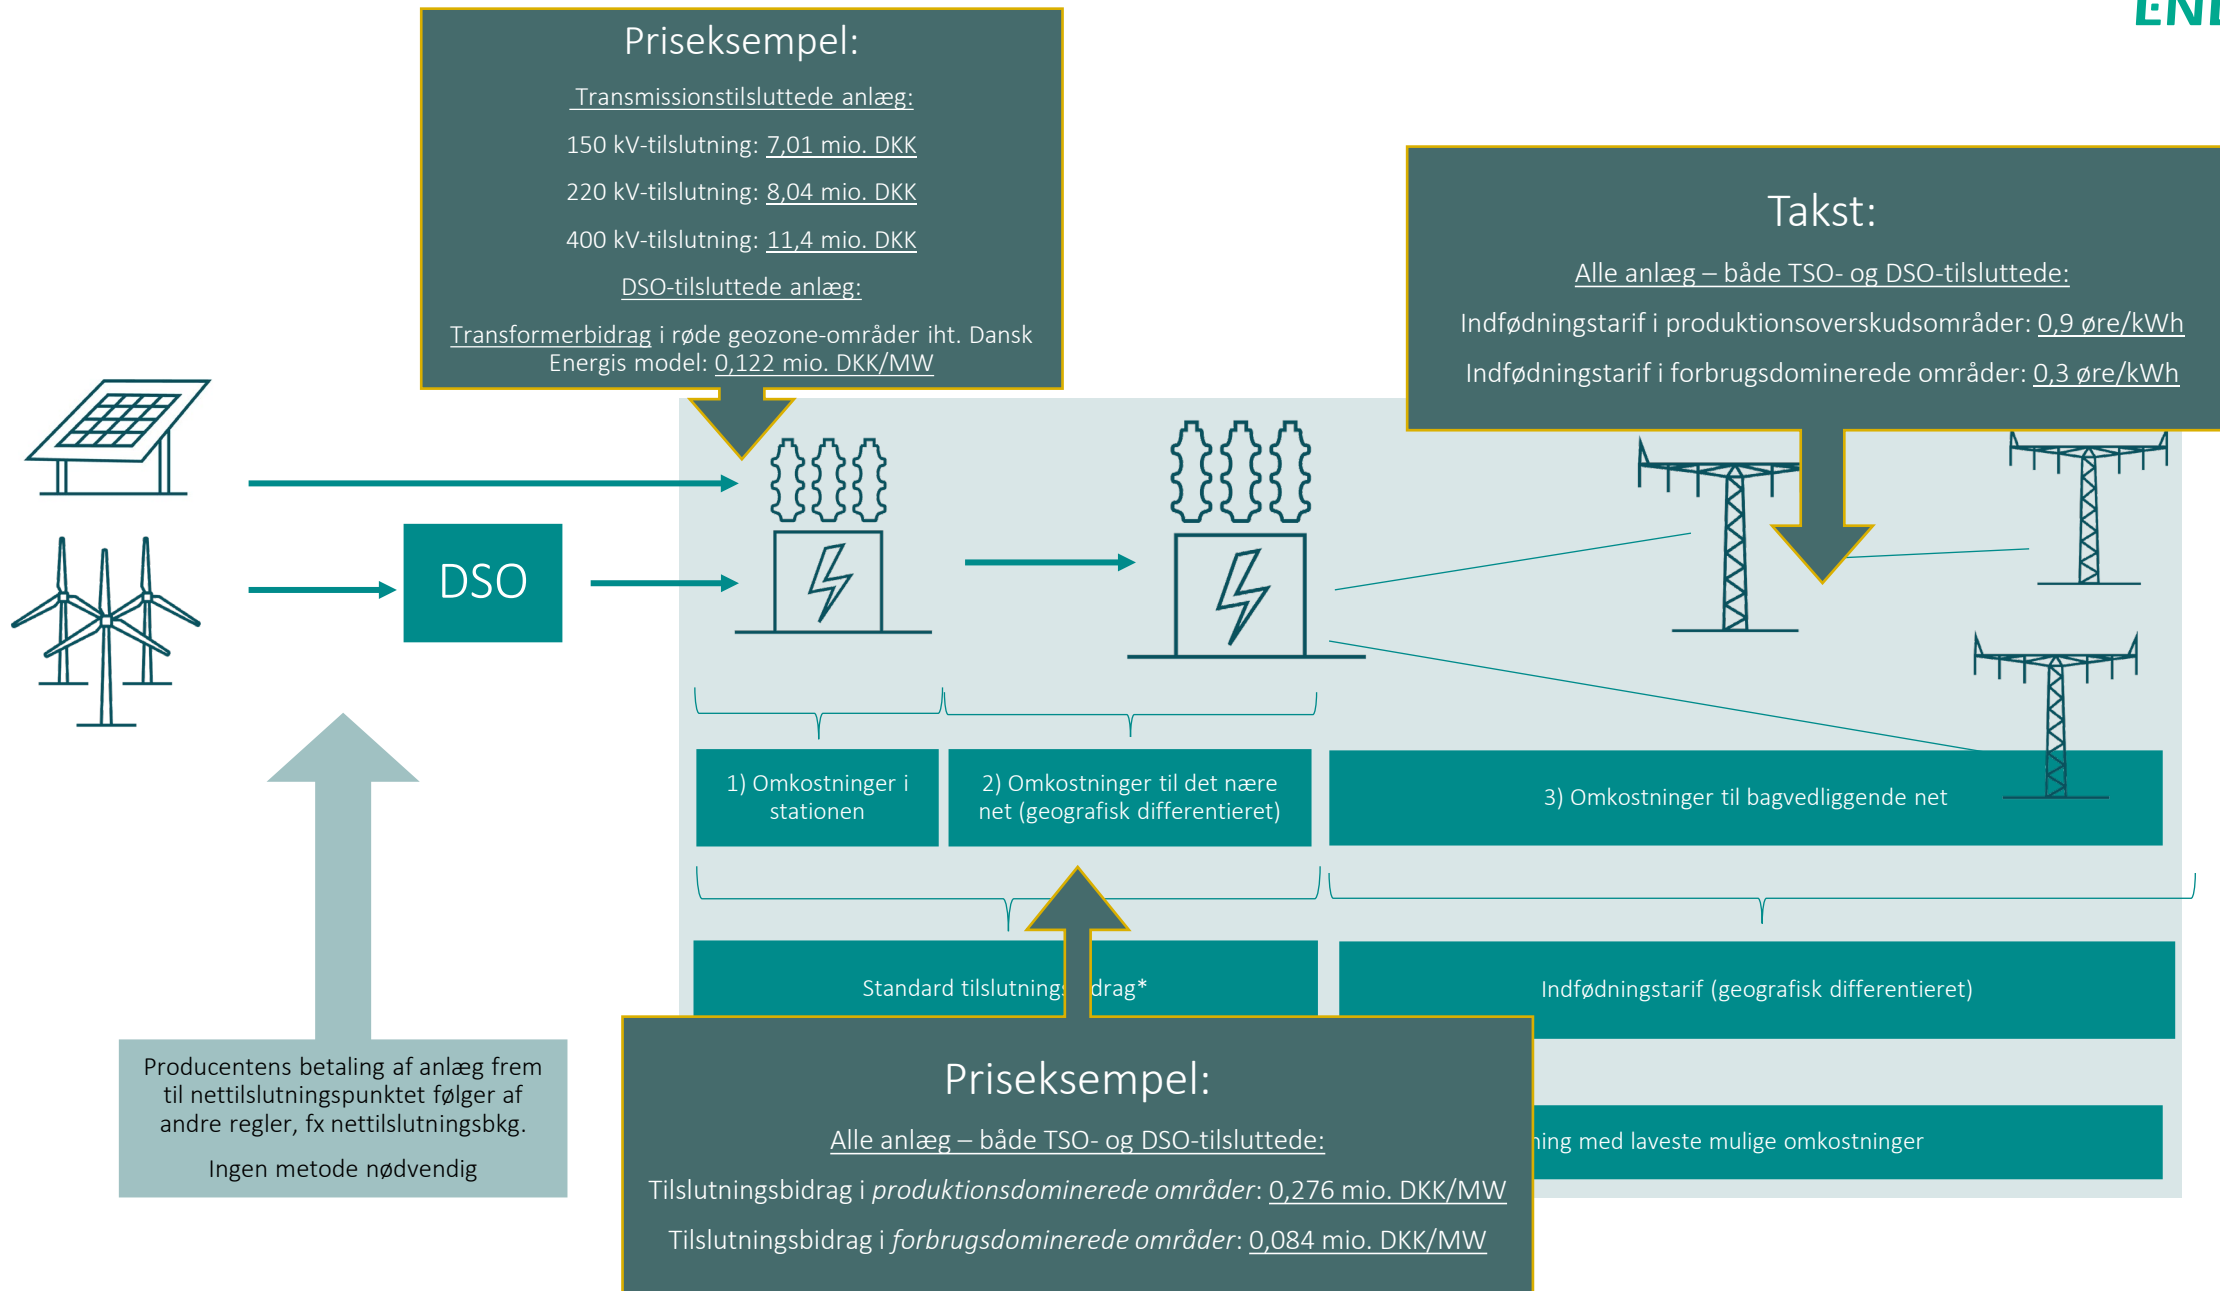 Priseksempel:
Transmissionstilsluttede anlæg:
150 kV-tilslutning: 7,01 mio. DKK
220 kV-tilslutning: 8,04 mio. DKK
400 kV-tilslutning: 11,4 mio. DKK
DSO-tilsluttede anlæg:
Transformerbidrag i røde geozone-områder iht. Dansk
Energis model: 0,122 mio. DKK/MW
Takst:
Alle anlæg – både TSO- og DSO-tilsluttede:
Indfødningstarif i produktionsoverskudsområder: 0,9 øre/kWh
Indfødningstarif i forbrugsdominerede områder: 0,3 øre/kWh
DSO
1) Omkostninger i
stationen
2) Omkostninger til det nære
net (geografisk differentieret)
3) Omkostninger til bagvedliggende net
Standard tilslutnings drag*
Indfødningstarif (geografisk differentieret)
Producentens betaling af anlæg frem
til nettilslutningspunktet følger af
andre regler, fx nettilslutningsbkg.
Ingen metode nødvendig
Priseksempel:
Alle anlæg – både TSO- og DSO-tilsluttede:
Tilslutningsbidrag i produktionsdominerede områder: 0,276 mio. DKK/MW
Tilslutningsbidrag i forbrugsdominerede områder: 0,084 mio. DKK/MW
ning med laveste mulige omkostninger